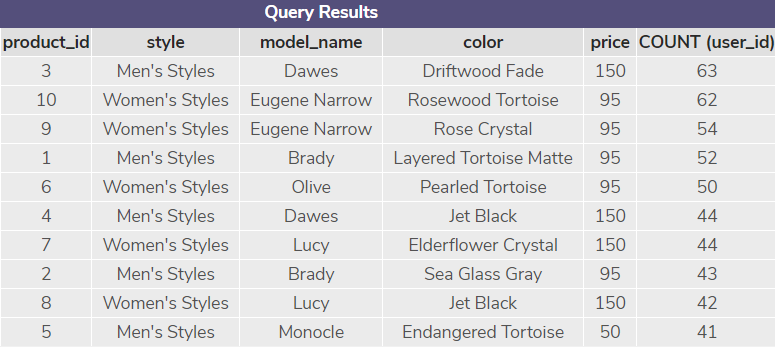 Query Results
product_id style model_name color price COUNT (user_id)
3 Men's Styles Dawes Driftwood Fade 150 63
10 Women's Styles Eugene Narrow Rosewood Tortoise 95 62
9 Women's Styles Eugene Narrow Rose Crystal 95 54
1 Men's Styles Brady Layered Tortoise Matte 95 52
6 Women's Styles Olive Pearled Tortoise 95 50
4 Men's Styles Dawes Jet Black 150 44
7 Women's Styles Lucy Elderflower Crystal 150 44
2 Men's Styles Brady Sea Glass Gray 95 43
8 Women's Styles Lucy Jet Black 150 42
5 Men's Styles Monocle Endangered Tortoise 50 41